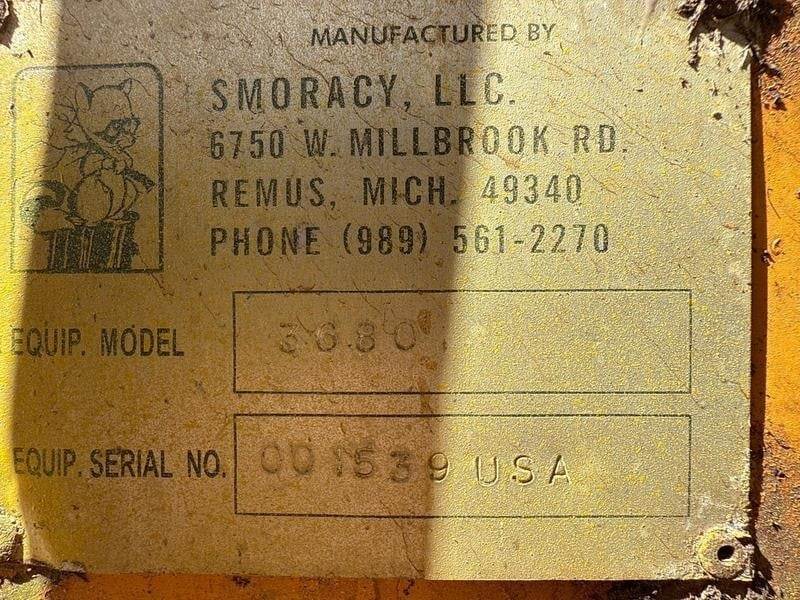 MANUFACTURED BY
SMORACY, LLC.
6750 W. MILLBROOK RD.
REMUS, MICH. 49340
PHONE (989) 561-2270
EQUIP. MODEL 3680
EQUIP. SERIAL NO. 001539 USA